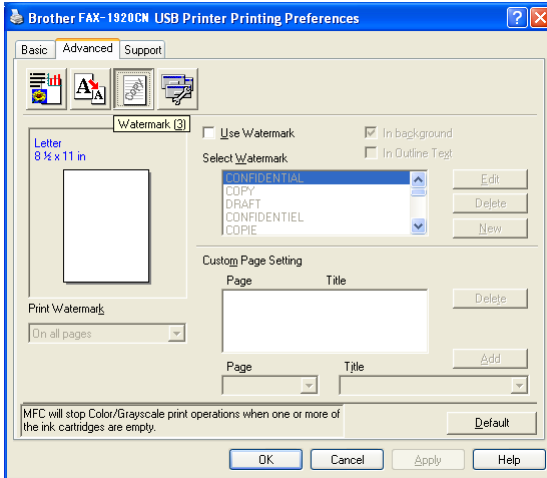 Brother FAX-1920CN USB Printer Printing Preferences
Basic
Advanced
Support
Watermark (3)
Letter
8 ½ x 11 in
Print Watermark
On all pages
Use Watermark
In background
In Outline Text
Select Watermark
CONFIDENTIAL
COPY
DRAFT
CONFIDENTIEL
COPIE
Edit
Delete
New
Custom Page Setting
Page Title
Delete
Add
Page Title
MFC will stop Color/Grayscale print operations when one or more of
the ink cartridges are empty.
Default
OK
Cancel
Apply
Help